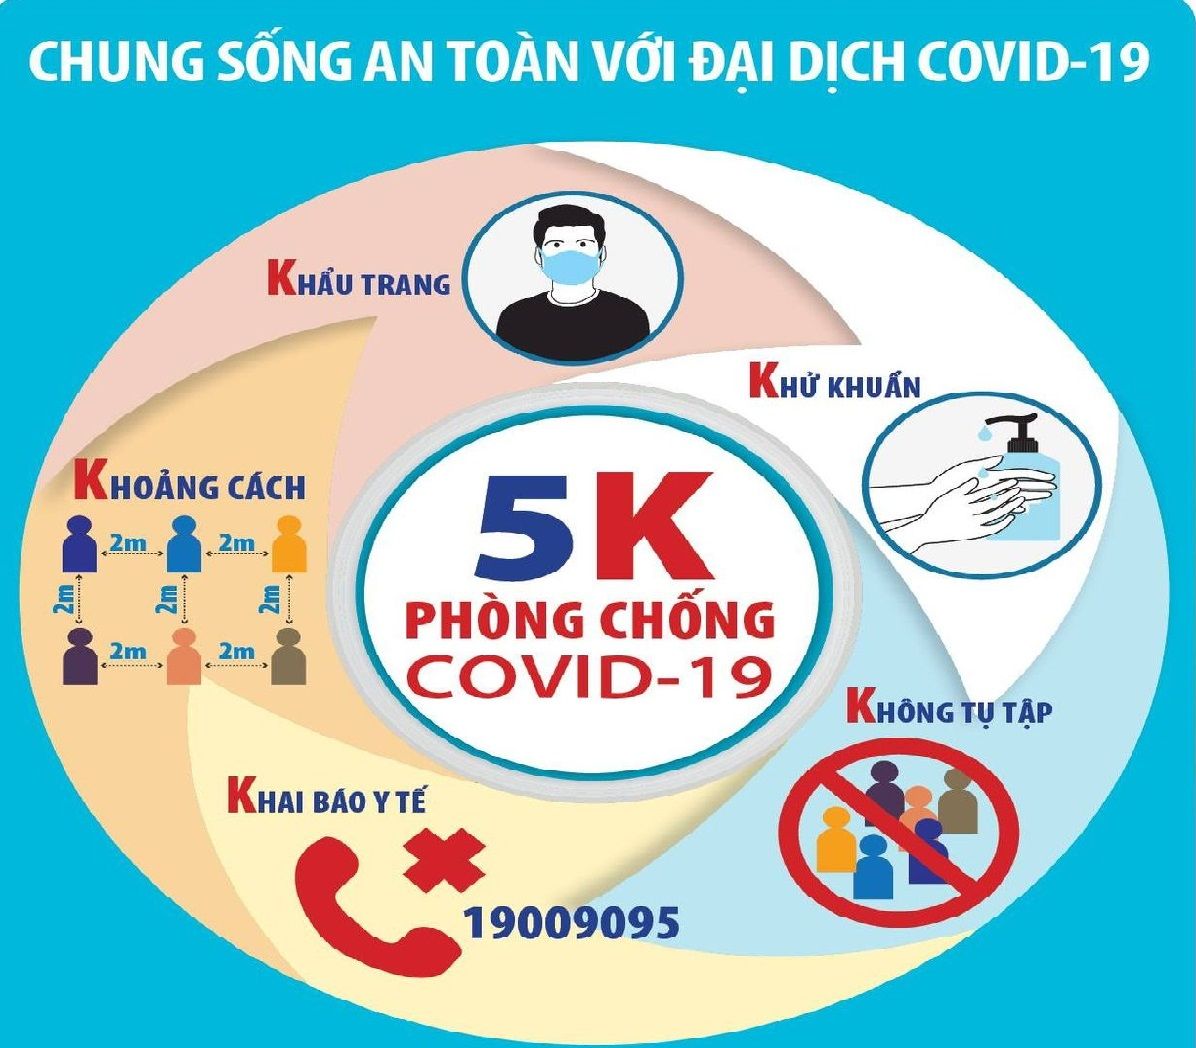 CHUNG SỐNG AN TOÀN VỚI ĐẠI DỊCH COVID-19
KHẨU TRANG
KHỬ KHUẨN
KHOẢNG CÁCH
2m 2m
2m 2m 2m
2m 2m
5K
PHÒNG CHỐNG
COVID-19
KHÔNG TỤ TẬP
KHAI BÁO Y TẾ
19009095